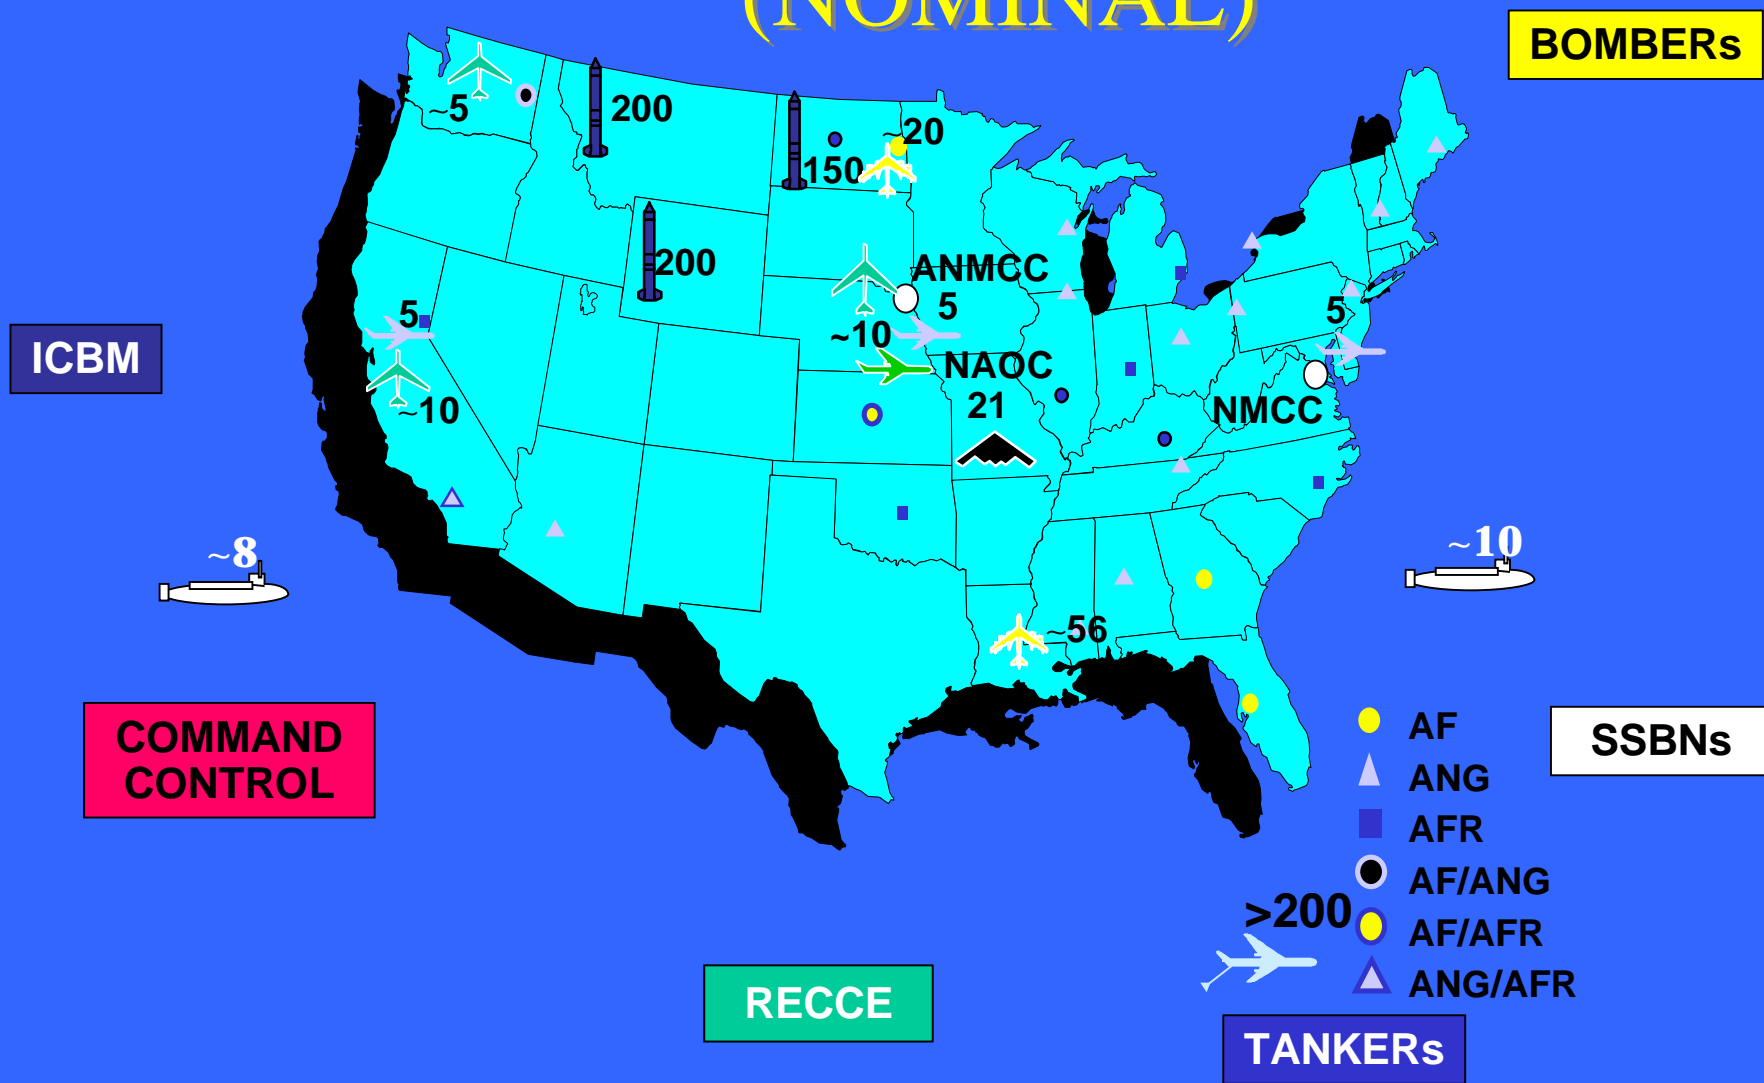 (NOMINAL)
BOMBERs
~5
200
150
~20
200
ANMCC
5
~10
NAOC
21
5
~10
5
NMCC
ICBM
~8
~10
~56
COMMAND
CONTROL
SSBNs
AF
ANG
AFR
AF/ANG
AF/AFR
ANG/AFR
>200
RECCE
TANKERs